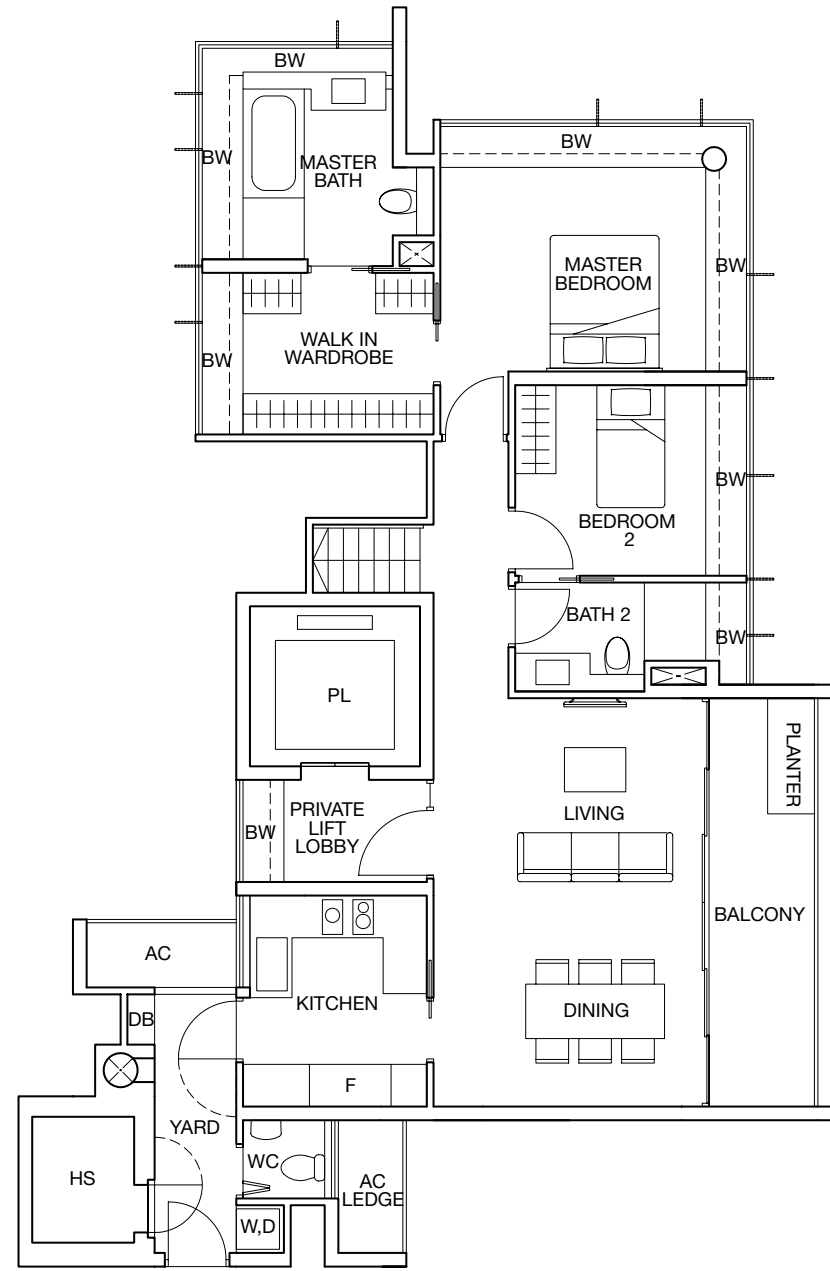 BW
BW
MASTER
BATH
BW
MASTER
BEDROOM
BW
WALK IN
WARDROBE
BW
BW
BEDROOM
2
BATH 2
BW
PL
PLANTER
LIVING
PRIVATE
LIFT
LOBBY
BW
BALCONY
AC
KITCHEN
DINING
DB
F
YARD
WC
HS
AC
LEDGE
W,D